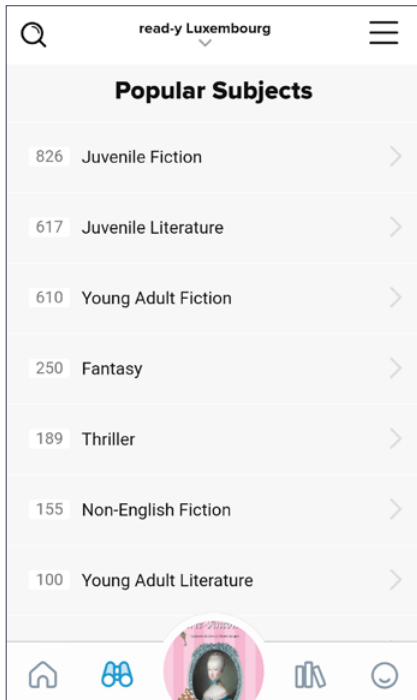 read-y Luxembourg
Popular Subjects
826 Juvenile Fiction
617 Juvenile Literature
610 Young Adult Fiction
250 Fantasy
189 Thriller
155 Non-English Fiction
100 Young Adult Literature